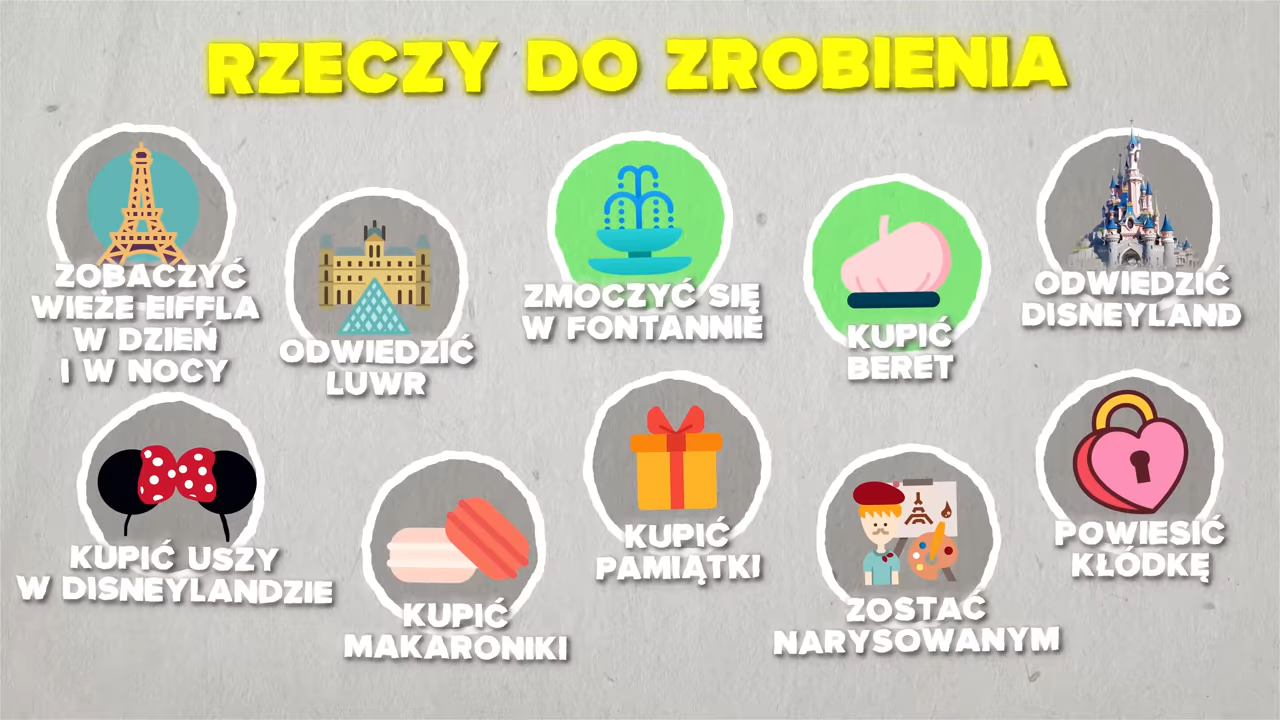 RZECZY DO ZROBIENIA
ZOBACZYĆ
WIEŻE EIFFLA
W DZIEŃ
I W NOCY
ODWIEDZIĆ
LUWR
ZMOCZYĆ SIĘ
W FONTANNIE
KUPIĆ
BERET
ODWIEDZIĆ
DISNEYLAND
KUPIĆ USZY
W DISNEYLANDZIE
KUPIĆ
MAKARONIKI
KUPIĆ
PAMIĄTKI
ZOSTAĆ
NARYSOWANYM
POWIESIĆ
KŁÓDKĘ